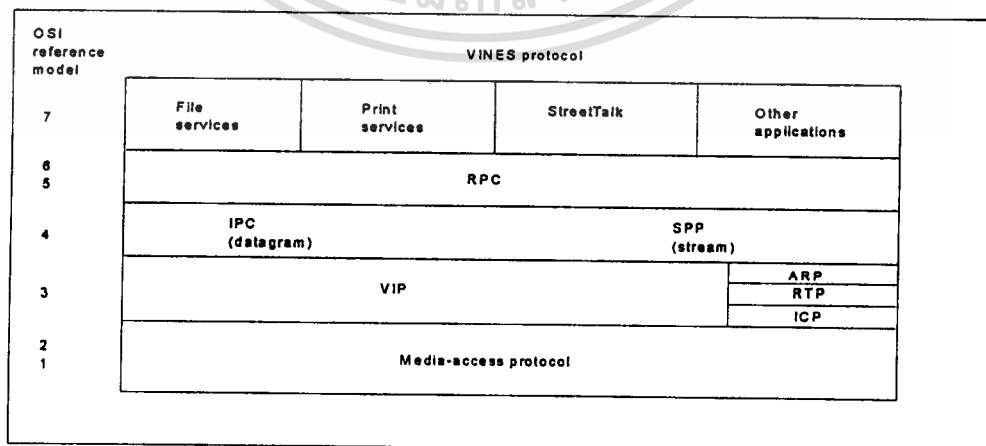 OSI
reference
model
VINES protocol
7
File
services
Print
services
StreetTalk
Other
applications
6
5
RPC
4
IPC
(datagram)
SPP
(stream)
3
VIP
ARP
RTP
ICP
2
1
Media-access protocol